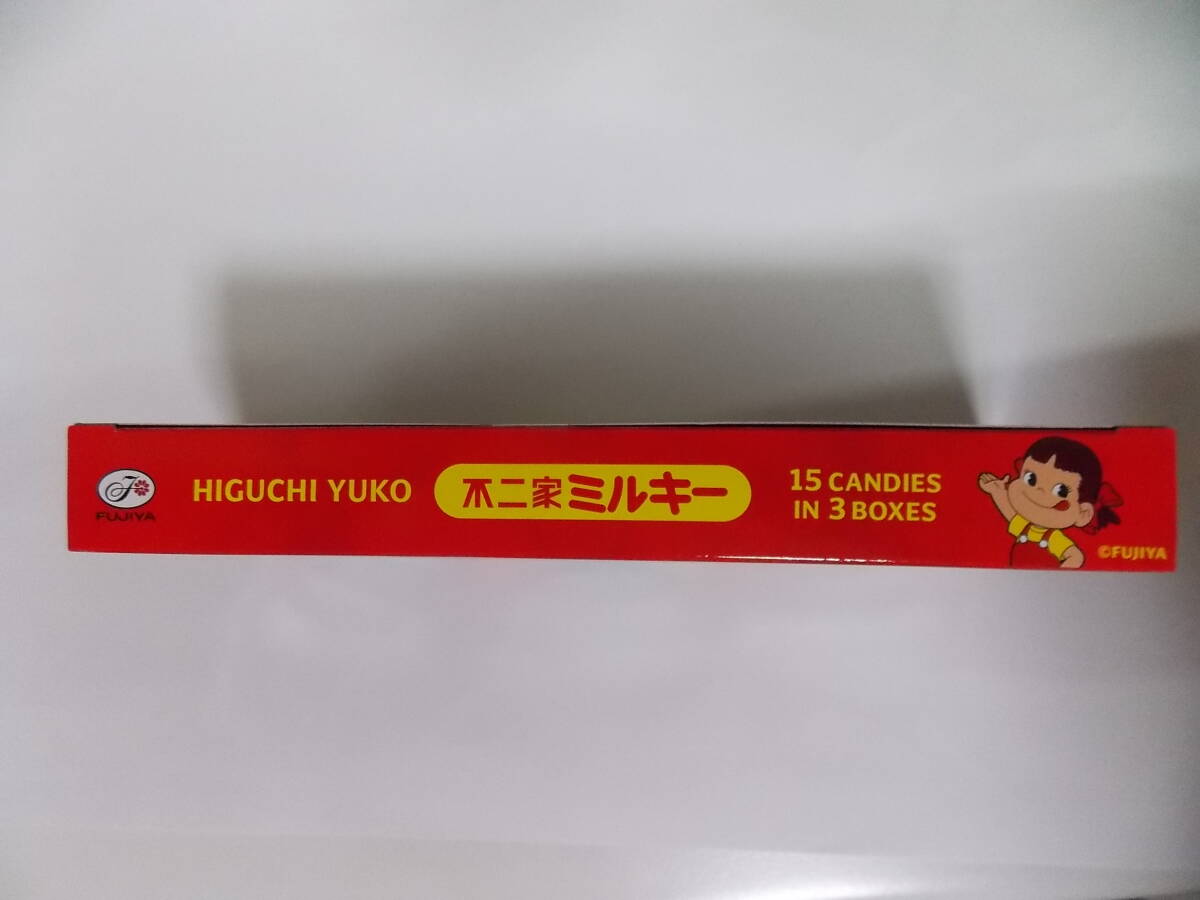 FUJIYA
HIGUCHI YUKO
不二家ミルキー
15 CANDIES
IN 3 BOXES
©FUJIYA